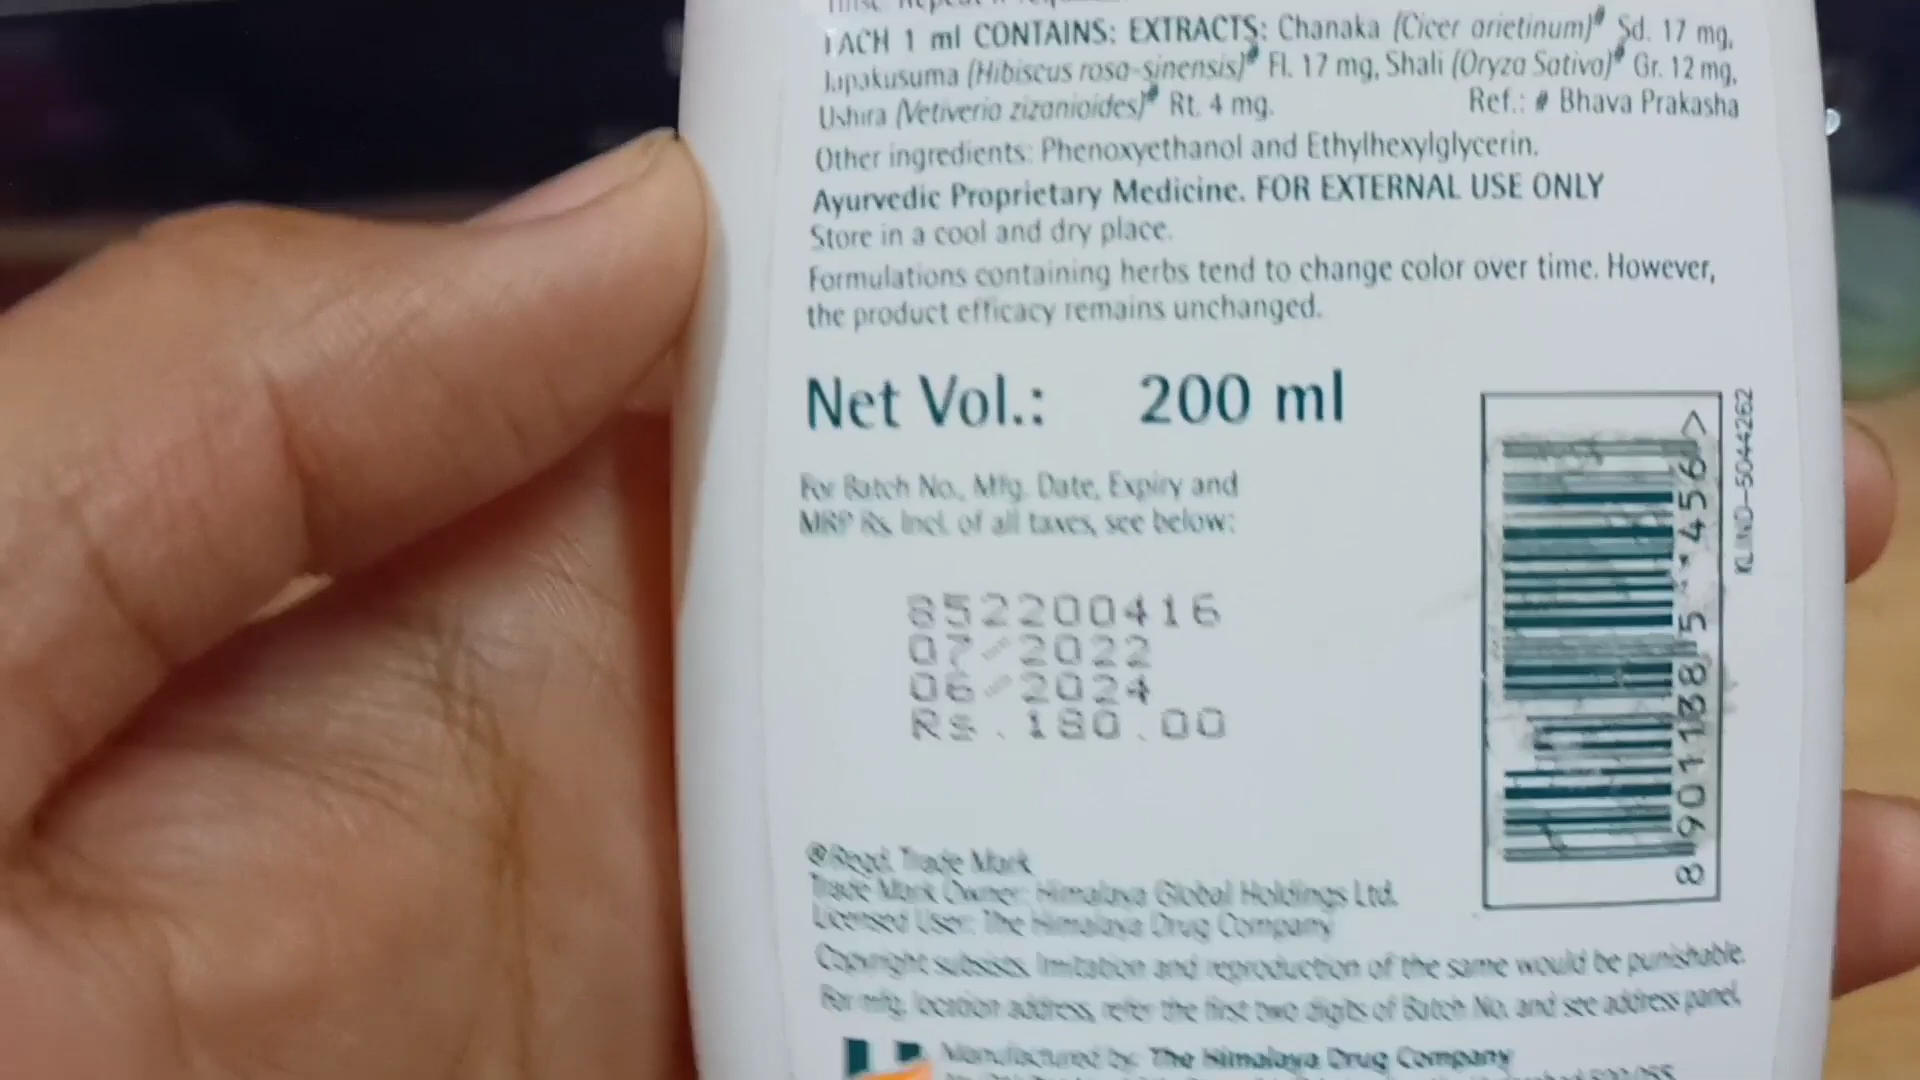 EACH 1 ml CONTAINS: EXTRACTS: Chanaka (Cicer arietinum)# Sd. 17 mg,
Japakusuma (Hibiscus rosa-sinensis)# Fl. 17 mg, Shali (Oryza Sativa)# Gr. 12 mg,
Ushira (Vetiveria zizanioides)# Rt. 4 mg. Ref.: # Bhava Prakasha
Other ingredients: Phenoxyethanol and Ethylhexylglycerin.
Ayurvedic Proprietary Medicine. FOR EXTERNAL USE ONLY
Store in a cool and dry place.
Formulations containing herbs tend to change color over time. However,
the product efficacy remains unchanged.
Net Vol.: 200 ml
For Batch No., Mfg. Date, Expiry and
MRP Rs. Incl. of all taxes, see below:
852200416
07-2022
06-2024
Rs.180.00
KLIND-5044262
® Regd. Trade Mark
Trade Mark Owner: Himalaya Global Holdings Ltd.
Licensed User: The Himalaya Drug Company
Copyright subsists. Imitation and reproduction of the same would be punishable.
For mfg. location address, refer the first two digits of Batch No. and see address panel.
Manufactured by: The Himalaya Drug Company